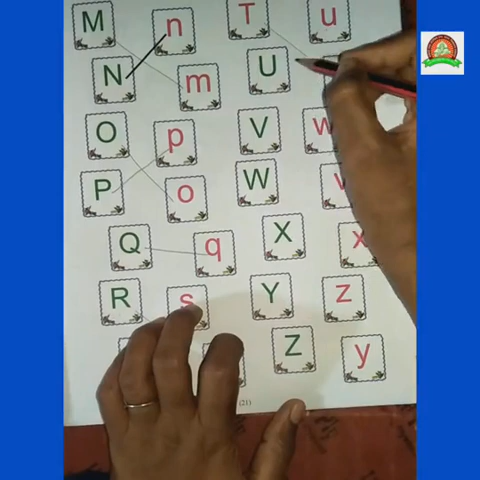 M n T u
N m U
O p V w
P o W
Q q X x
R s Y z
Z y
(21)